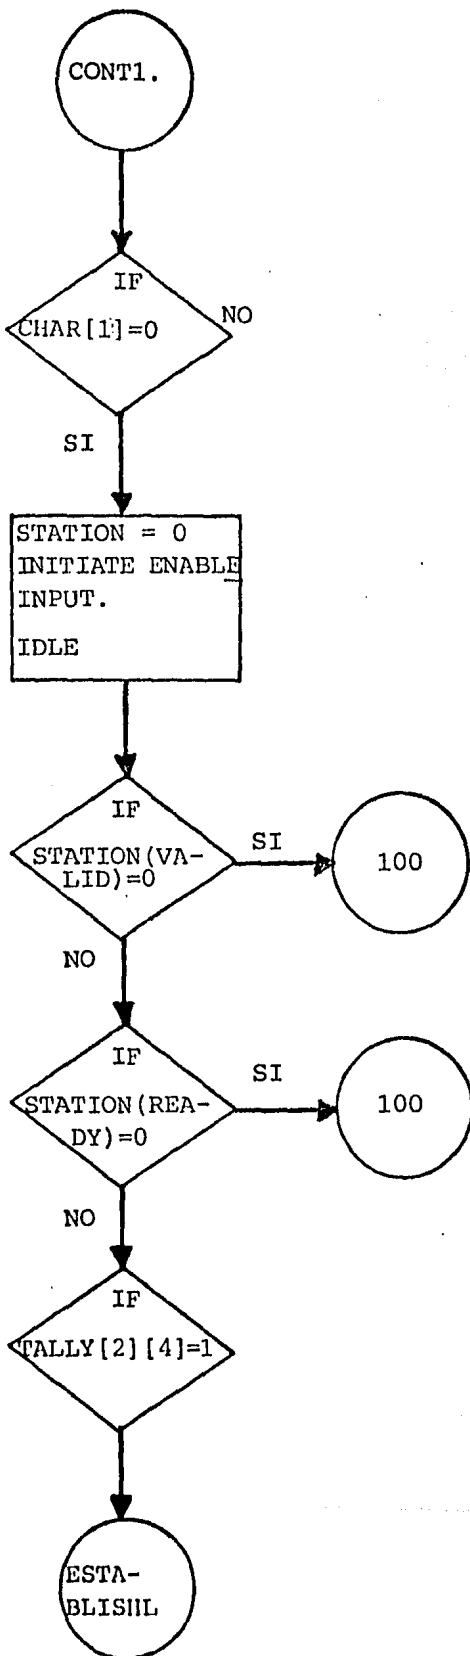 CONT1.
IF
CHAR[1]=0
NO
SI
STATION = 0
INITIATE ENABLE
INPUT.
IDLE
IF
STATION(VA-
LID)=0
SI
100
NO
IF
STATION(REA-
DY)=0
SI
100
NO
IF
TALLY[2][4]=1
ESTA-
BLISHL